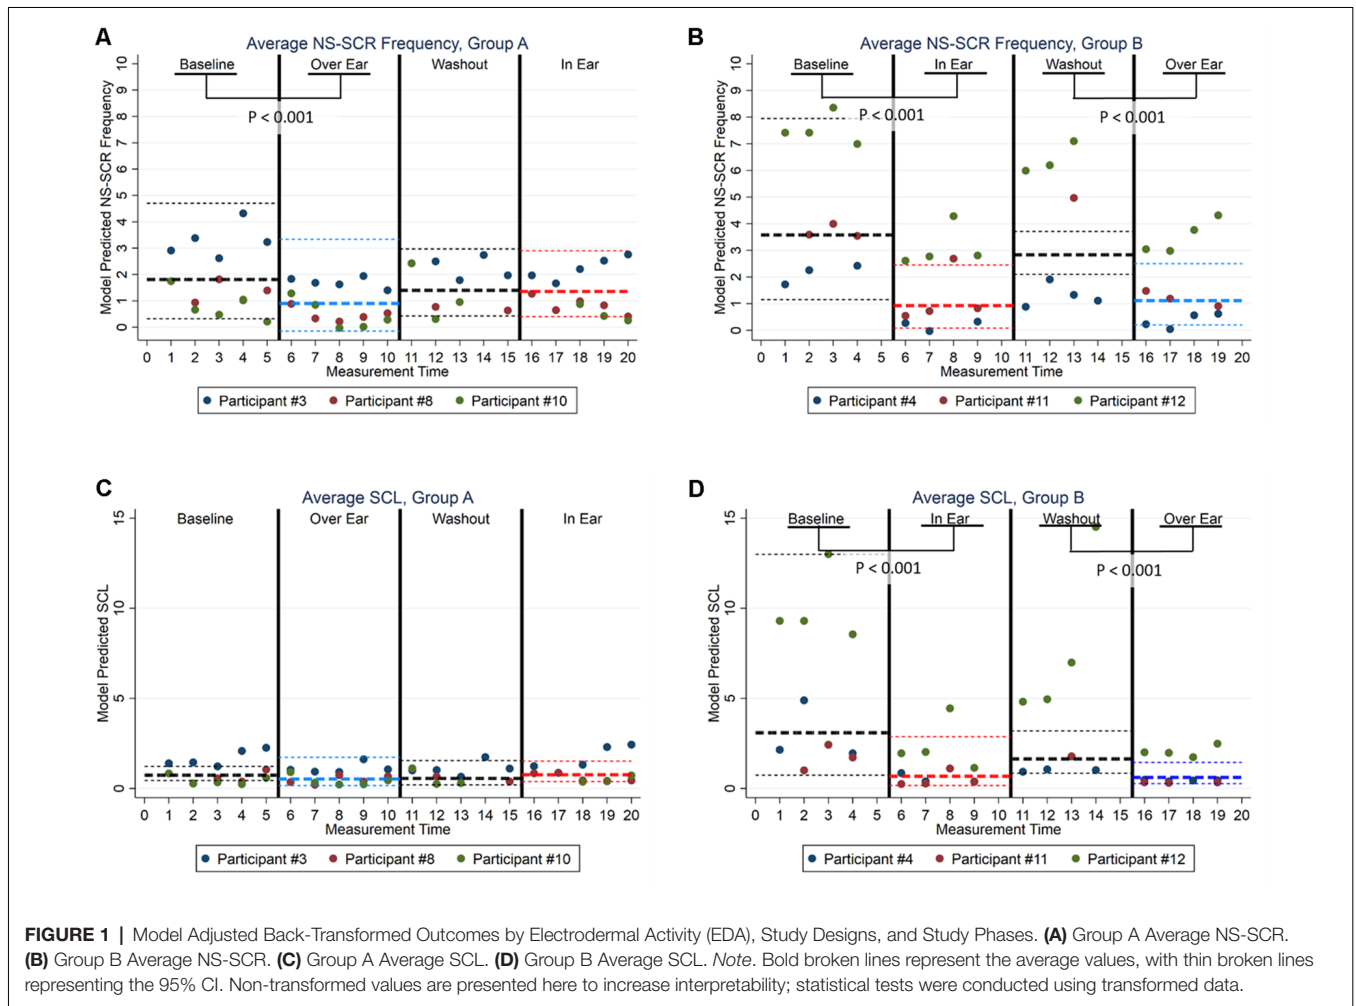 A
Average NS-SCR Frequency, Group A
Model Predicted NS-SCR Frequency
10
9
8
7
6
5
4
3
2
1
0
Baseline Over Ear Washout In Ear
P < 0.001
0 1 2 3 4 5 6 7 8 9 10 11 12 13 14 15 16 17 18 19 20
Measurement Time
Participant #3 Participant #8 Participant #10
B
Average NS-SCR Frequency, Group B
Model Predicted NS-SCR Frequency
10
9
8
7
6
5
4
3
2
1
0
Baseline In Ear Washout Over Ear
P < 0.001 P < 0.001
0 1 2 3 4 5 6 7 8 9 10 11 12 13 14 15 16 17 18 19 20
Measurement Time
Participant #4 Participant #11 Participant #12
C
Average SCL, Group A
Model Predicted SCL
15
10
5
0
Baseline Over Ear Washout In Ear
0 1 2 3 4 5 6 7 8 9 10 11 12 13 14 15 16 17 18 19 20
Measurement Time
Participant #3 Participant #8 Participant #10
D
Average SCL, Group B
Model Predicted SCL
15
10
5
0
Baseline In Ear Washout Over Ear
P < 0.001 P < 0.001
0 1 2 3 4 5 6 7 8 9 10 11 12 13 14 15 16 17 18 19 20
Measurement Time
Participant #4 Participant #11 Participant #12
FIGURE 1 | Model Adjusted Back-Transformed Outcomes by Electrodermal Activity (EDA), Study Designs, and Study Phases. (A) Group A Average NS-SCR.
(B) Group B Average NS-SCR. (C) Group A Average SCL. (D) Group B Average SCL. Note. Bold broken lines represent the average values, with thin broken lines
representing the 95% CI. Non-transformed values are presented here to increase interpretability; statistical tests were conducted using transformed data.